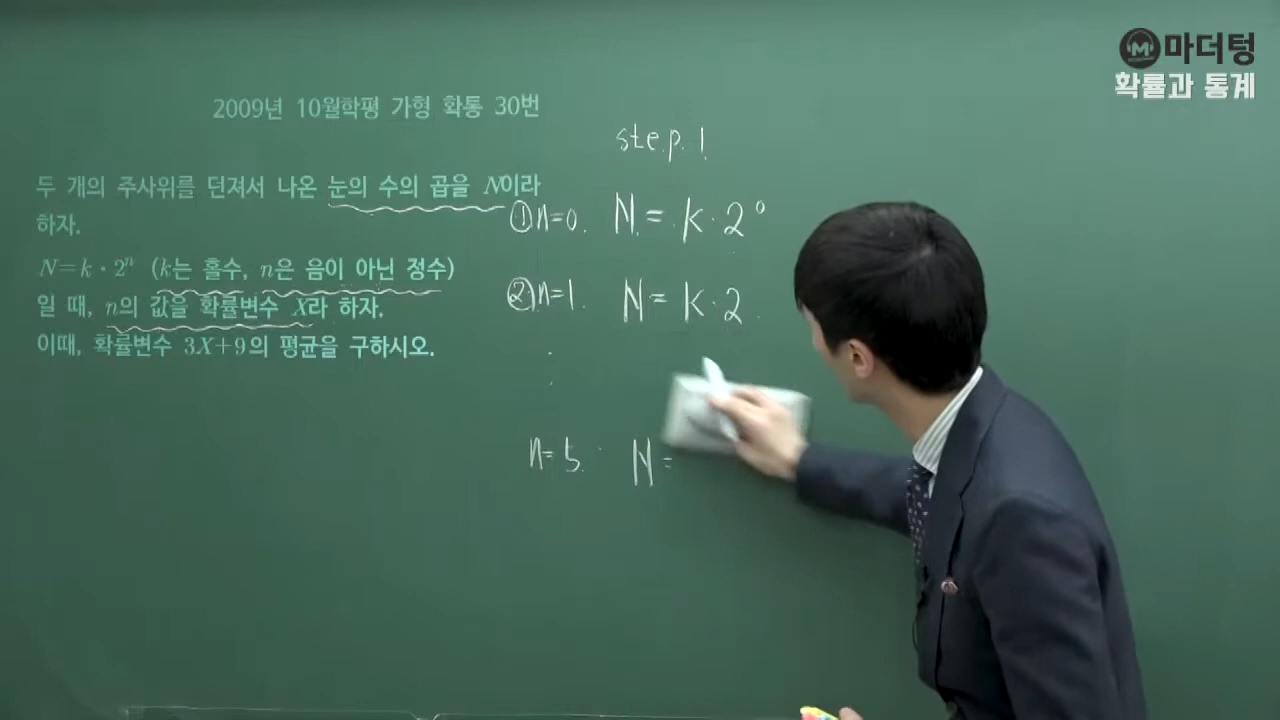 마더텅
확률과 통계
2009년 10월학평 가형 확통 30번
두 개의 주사위를 던져서 나온 눈의 수의 곱을 N이라
하자.
N=k·2ⁿ (k는 홀수, n은 음이 아닌 정수)
일 때, n의 값을 확률변수 X라 하자.
이때, 확률변수 3X+9의 평균을 구하시오.
step. 1
① n=0. N = k·2⁰
② n=1. N = k·2
n= 5. N =